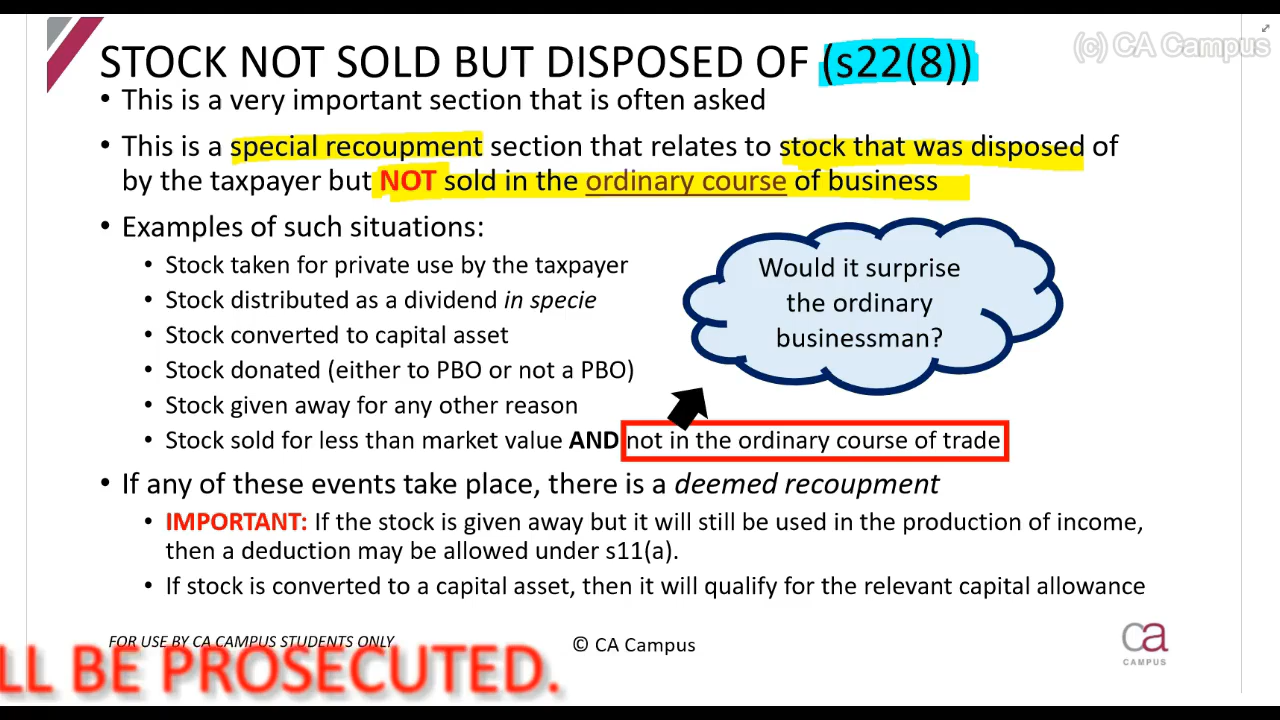 (c) CA Campus
STOCK NOT SOLD BUT DISPOSED OF (s22(8))
• This is a very important section that is often asked
• This is a special recoupment section that relates to stock that was disposed of
by the taxpayer but NOT sold in the ordinary course of business
• Examples of such situations:
• Stock taken for private use by the taxpayer
• Stock distributed as a dividend in specie
• Stock converted to capital asset
• Stock donated (either to PBO or not a PBO)
• Stock given away for any other reason
• Stock sold for less than market value AND not in the ordinary course of trade
Would it surprise
the ordinary
businessman?
• If any of these events take place, there is a deemed recoupment
• IMPORTANT: If the stock is given away but it will still be used in the production of income,
then a deduction may be allowed under s11(a).
• If stock is converted to a capital asset, then it will qualify for the relevant capital allowance
FOR USE BY CA CAMPUS STUDENTS ONLY
© CA Campus
ca
CAMPUS
LL BE PROSECUTED.